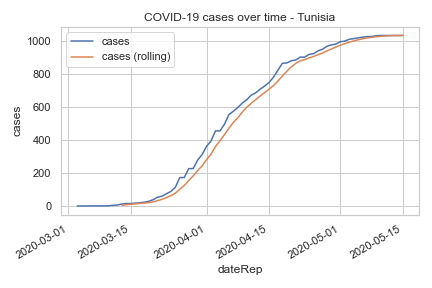 COVID-19 cases over time - Tunisia
cases
cases (rolling)
1000
800
600
400
200
0
cases
2020-03-01
2020-03-15
2020-04-01
2020-04-15
2020-05-01
2020-05-15
dateRep